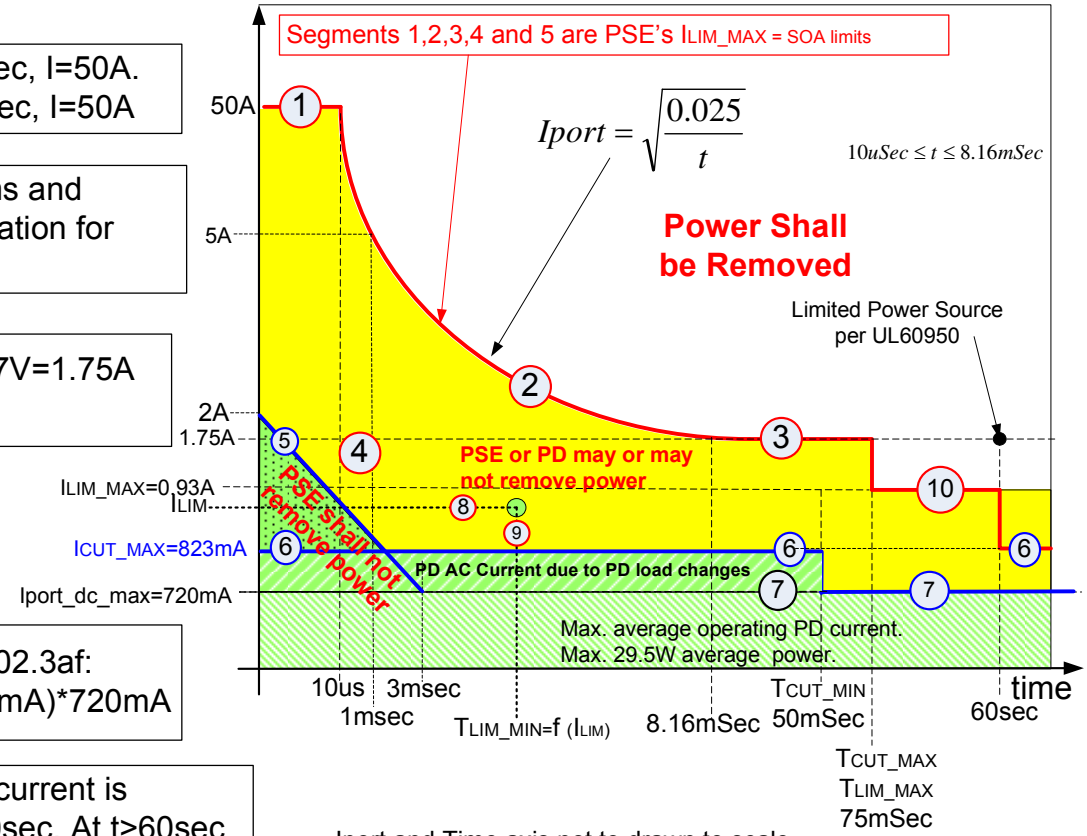 Segments 1,2,3,4 and 5 are PSE's ILIM_MAX = SOA limits
ec, I=50A.
ec, I=50A
ns and
ation for
7V=1.75A
02.3af:
mA)*720mA
current is
sec. At t>60sec
50A
5A
2A
1.75A
ILIM_MAX=0.93A
ILIM
ICUT_MAX=823mA
Iport_dc_max=720mA
1
Iport = √(0.025/t)
10uSec ≤ t ≤ 8.16mSec
Power Shall
be Removed
Limited Power Source
per UL60950
2
3
4
5
PSE or PD may or may
not remove power
PSE shall not
remove power
8
9
10
6
6
6
PD AC Current due to PD load changes
7
7
Max. average operating PD current.
Max. 29.5W average power.
10us
3msec
1msec
TLIM_MIN=f (ILIM)
8.16mSec
TCUT_MIN
50mSec
60sec
time
TCUT_MAX
TLIM_MAX
75mSec